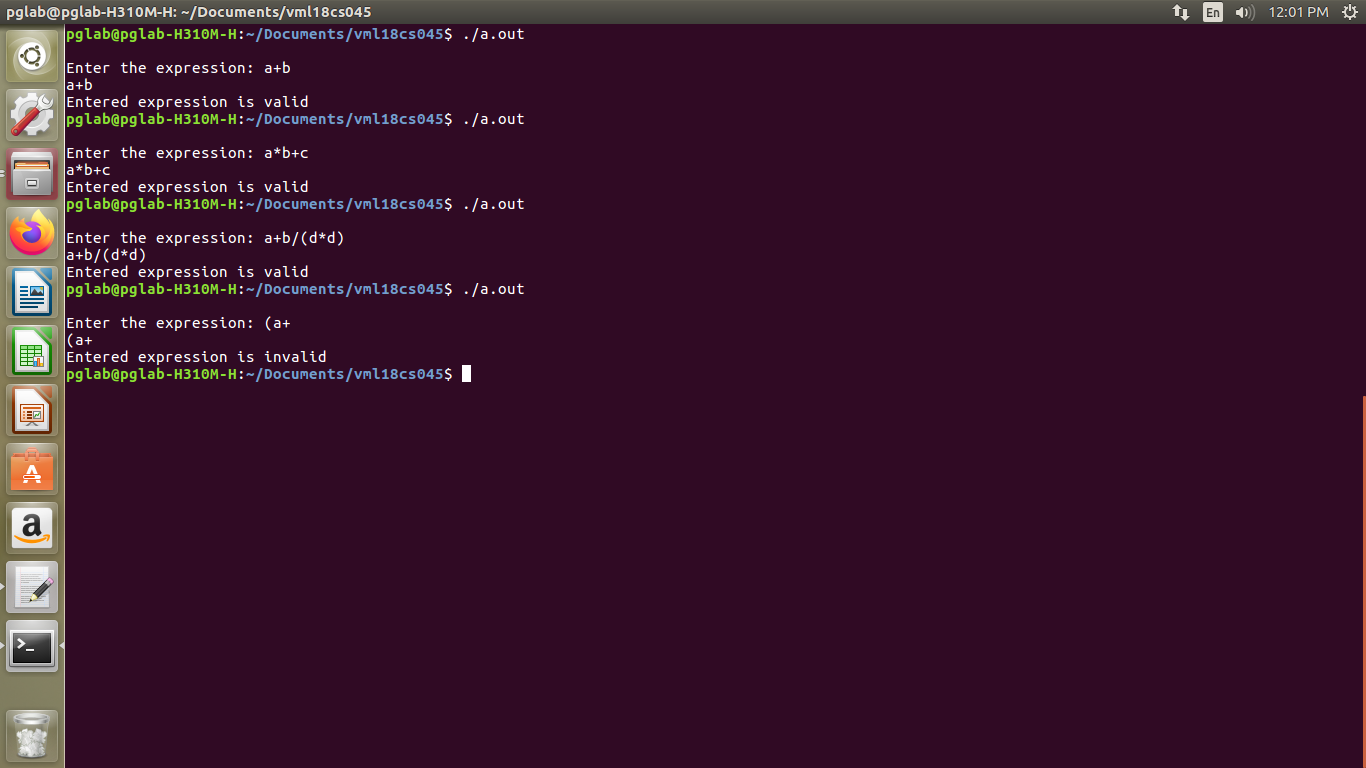 pglab@pglab-H310M-H: ~/Documents/vml18cs045
En
12:01 PM
pglab@pglab-H310M-H:~/Documents/vml18cs045$ ./a.out
Enter the expression: a+b
a+b
Entered expression is valid
pglab@pglab-H310M-H:~/Documents/vml18cs045$ ./a.out
Enter the expression: a*b+c
a*b+c
Entered expression is valid
pglab@pglab-H310M-H:~/Documents/vml18cs045$ ./a.out
Enter the expression: a+b/(d*d)
a+b/(d*d)
Entered expression is valid
pglab@pglab-H310M-H:~/Documents/vml18cs045$ ./a.out
Enter the expression: (a+
(a+
Entered expression is invalid
pglab@pglab-H310M-H:~/Documents/vml18cs045$